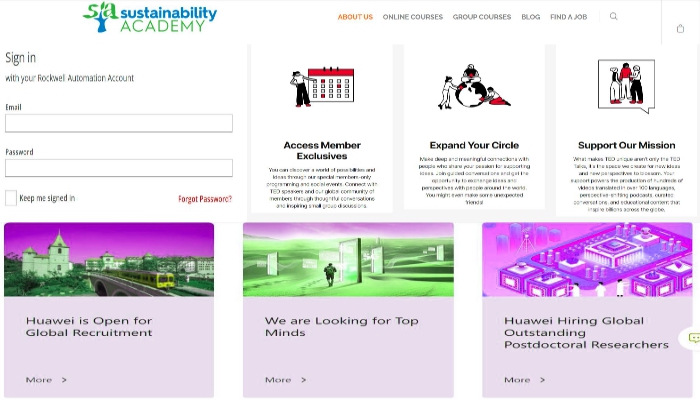 sa sustainability
ACADEMY
ABOUT US
ONLINE COURSES
GROUP COURSES
BLOG
FIND A JOB
Sign in
with your Rockwell Automation Account
Email
Password
Keep me signed in
Forgot Password?
Access Member
Exclusives
You can discover a world of possibilities and
ideas through our special members-only
programming and social events. Connect with
TED speakers and our global community of
members through thoughtful conversations
and inspiring small group discussions.
Expand Your Circle
Make deep and meaningful connections with
people who share your passion for supporting
ideas. Join guided conversations and get the
opportunity to exchange ideas and
perspectives with people around the world.
You might even make some unexpected
friends!
Support Our Mission
What makes TED unique aren't only the TED
Talks, it's the space we create for new ideas
and new perspectives to blossom. Your
support powers the production of hundreds of
videos translated in over 100 languages,
perspective-shifting podcasts, curated
conversations, and educational content that
inspire billions across the globe.
Huawei is Open for
Global Recruitment
More >
We are Looking for Top
Minds
More >
Huawei Hiring Global
Outstanding
Postdoctoral Researchers
More >